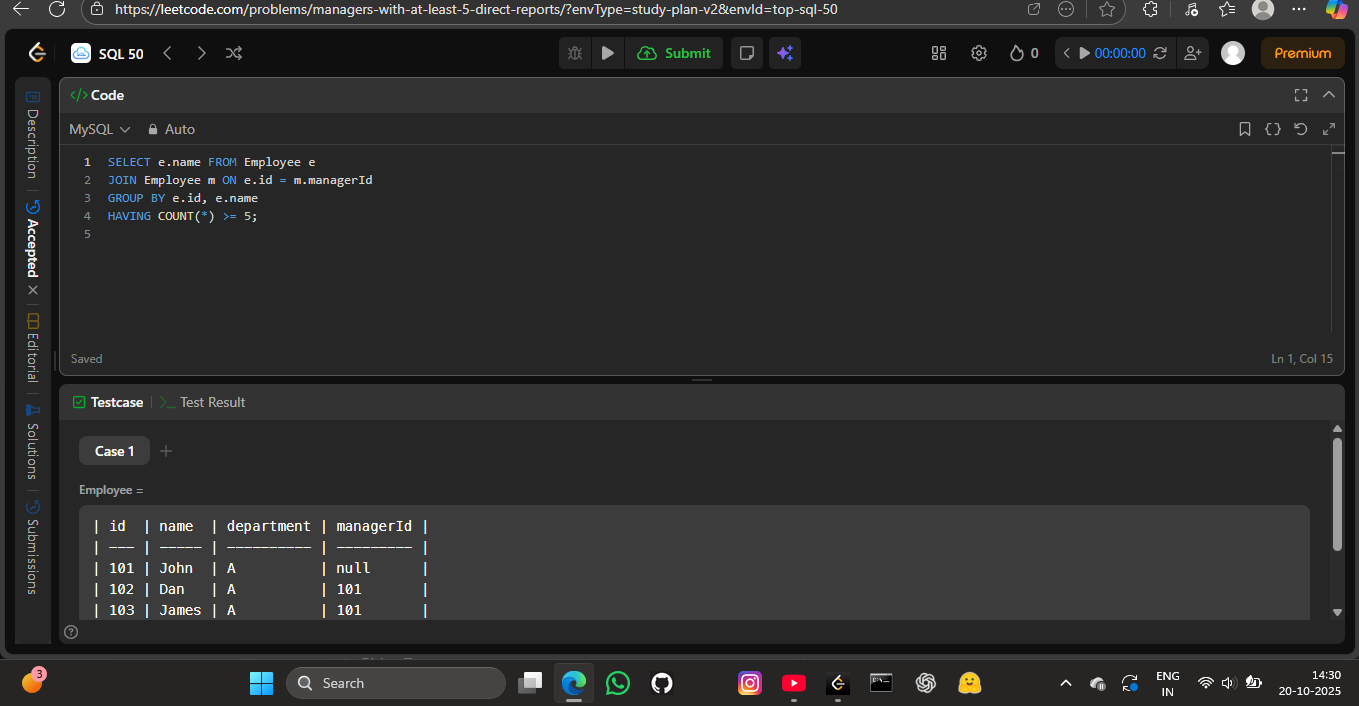 https://leetcode.com/problems/managers-with-at-least-5-direct-reports/?envType=study-plan-v2&envId=top-sql-50
SQL 50
Submit
0
00:00:00
Premium
Description
Accepted
Editorial
Solutions
Submissions
</> Code
MySQL
Auto
1 SELECT e.name FROM Employee e
2 JOIN Employee m ON e.id = m.managerId
3 GROUP BY e.id, e.name
4 HAVING COUNT(*) >= 5;
5
Saved
Ln 1, Col 15
Testcase
>_ Test Result
Case 1 +
Employee =
| id | name | department | managerId |
| --- | ----- | ---------- | --------- |
| 101 | John | A | null |
| 102 | Dan | A | 101 |
| 103 | James | A | 101 |
3
Search
ENG
IN
14:30
20-10-2025